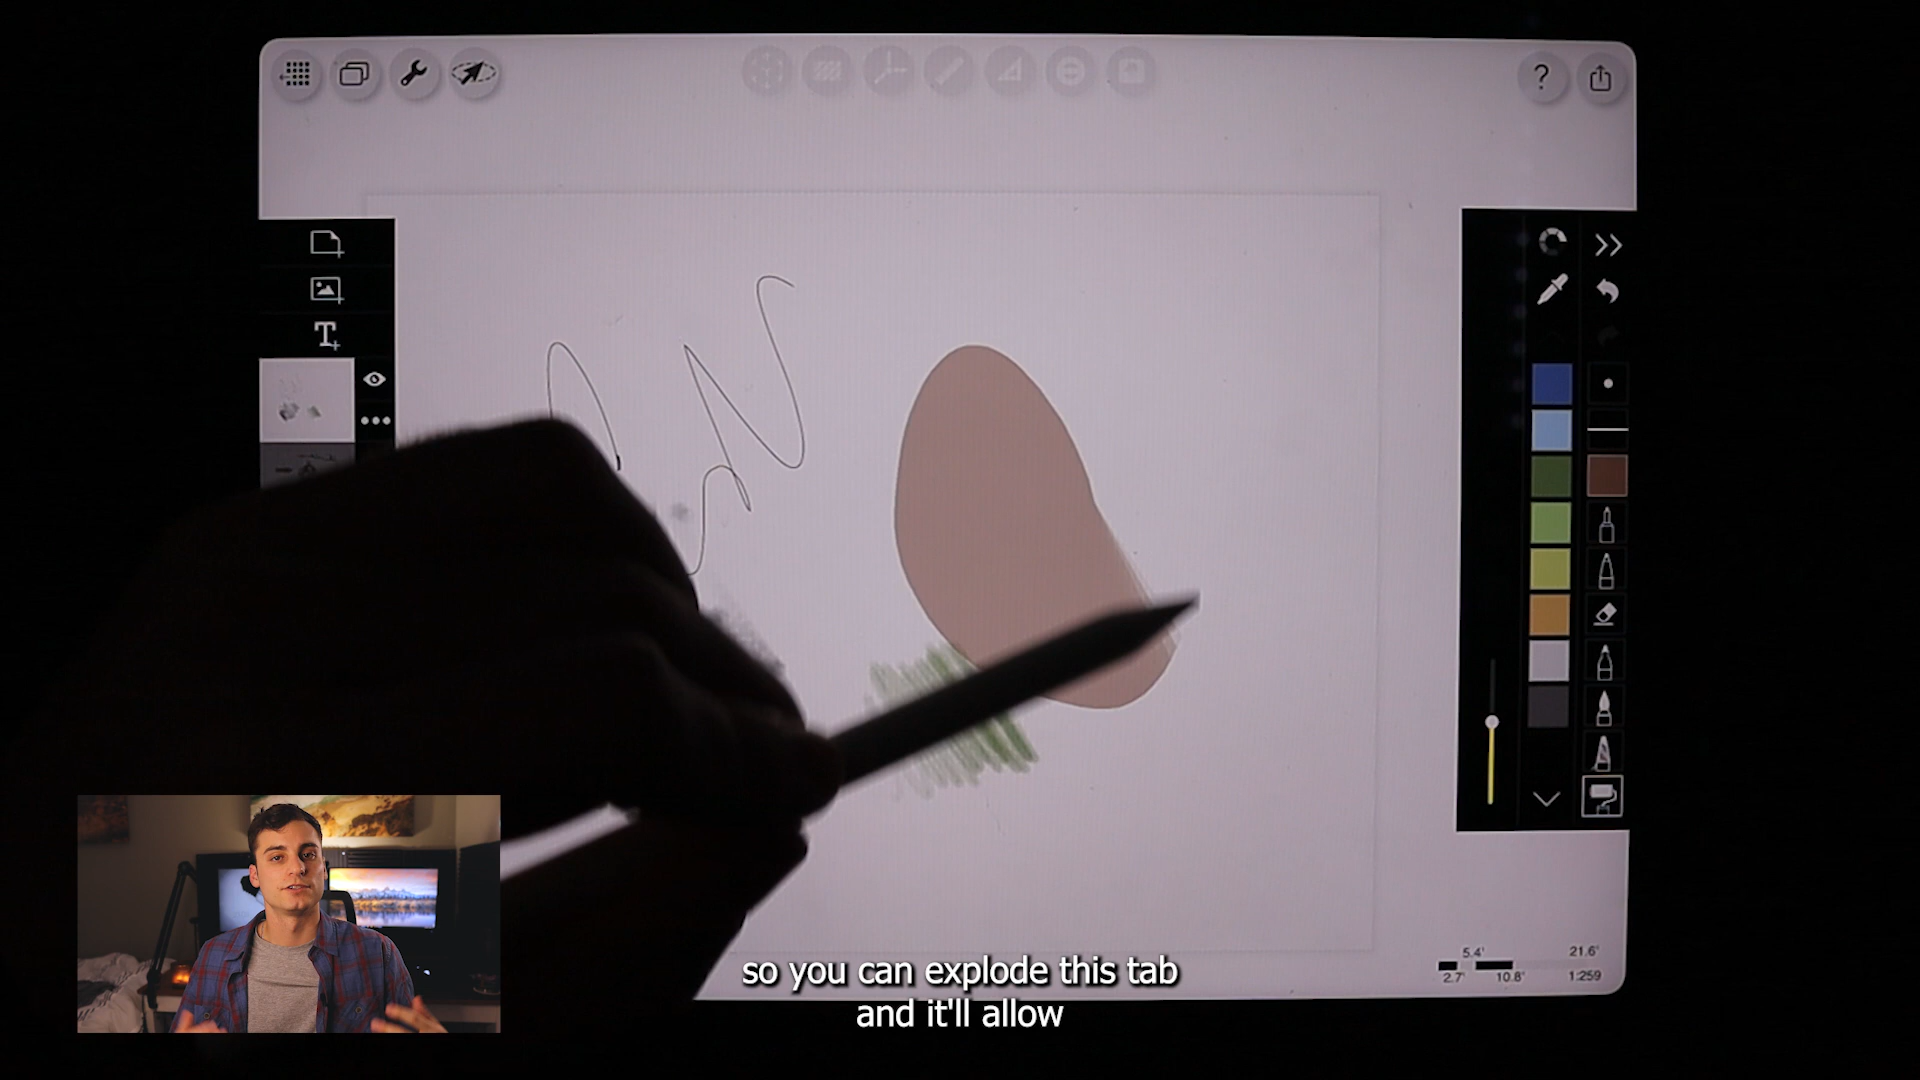 ?
T+
5.4' 21.6'
2.7' 10.8' 1:259
so you can explode this tab
and it'll allow